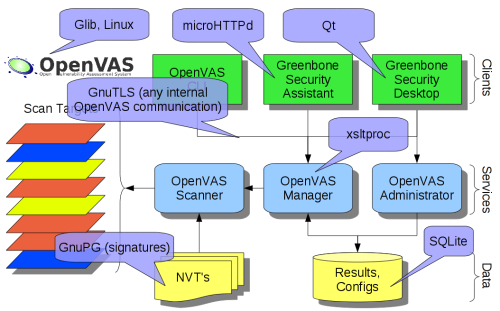 Glib, Linux
microHTTPd
Qt
OpenVAS
Open Vulnerability Assessment System
OpenVAS
Greenbone
Security
Assistant
Greenbone
Security
Desktop
Clients
GnuTLS (any internal
OpenVAS communication)
Scan Targe
xsltproc
OpenVAS
Scanner
OpenVAS
Manager
OpenVAS
Administrator
Services
GnuPG (signatures)
SQLite
NVT's
Results,
Configs
Data